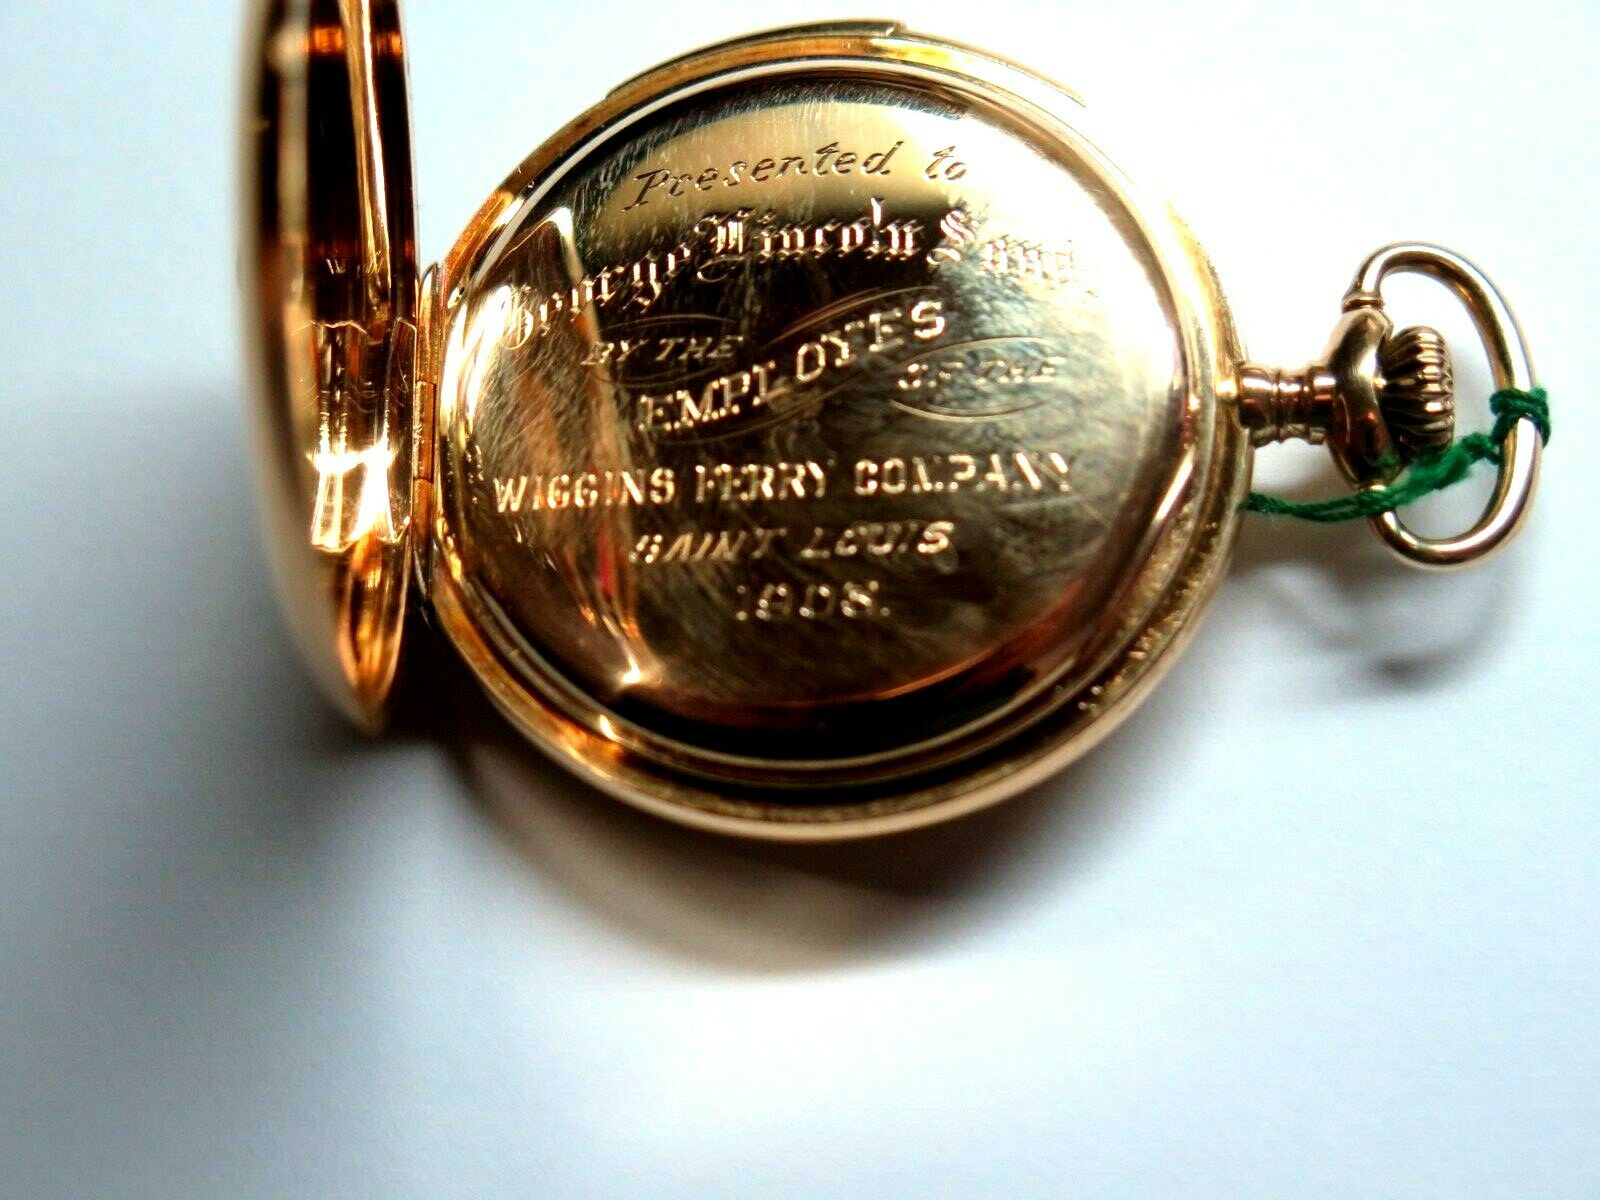 Presented to
George Lincoln
BY THE EMPLOYES OF THE
WIGGINS FERRY COMPANY
SAINT LOUIS
1908.